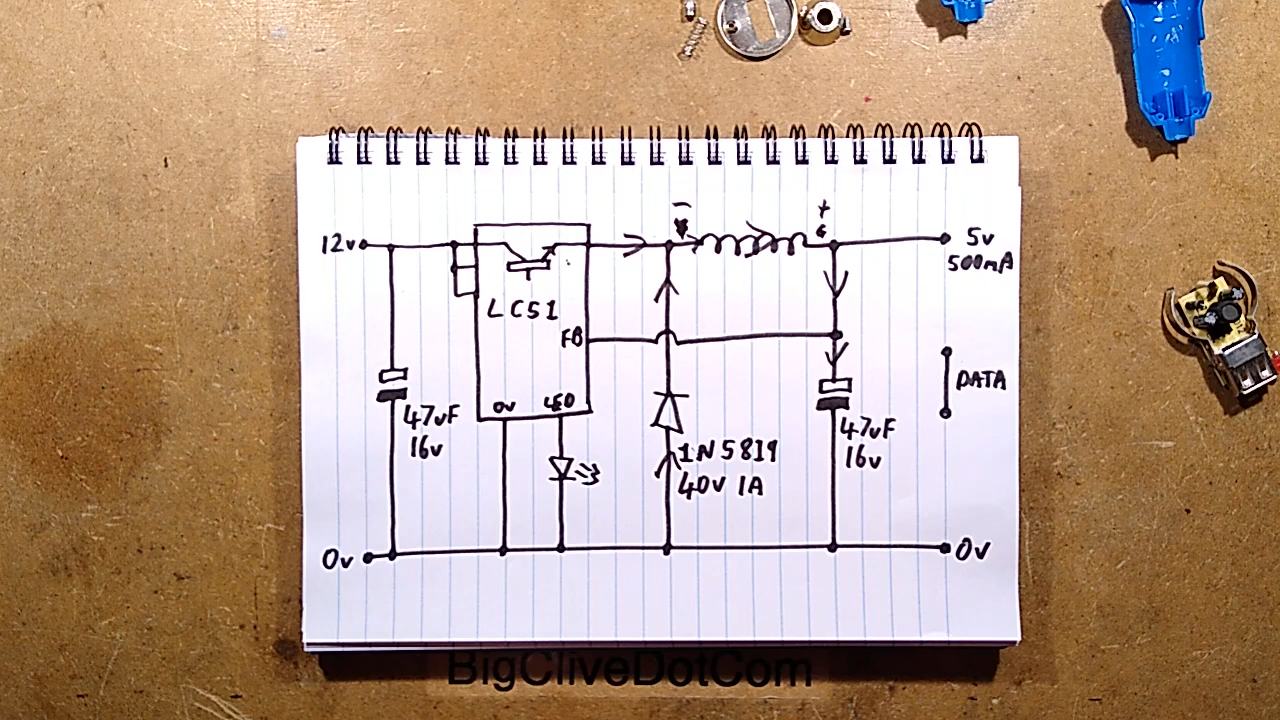 12v
LC51
FB
0v LED
47uF
16v
− +
5v
500mA
DATA
1N5819
40V 1A
47uF
16v
0v
0v
BigCliveDotCom